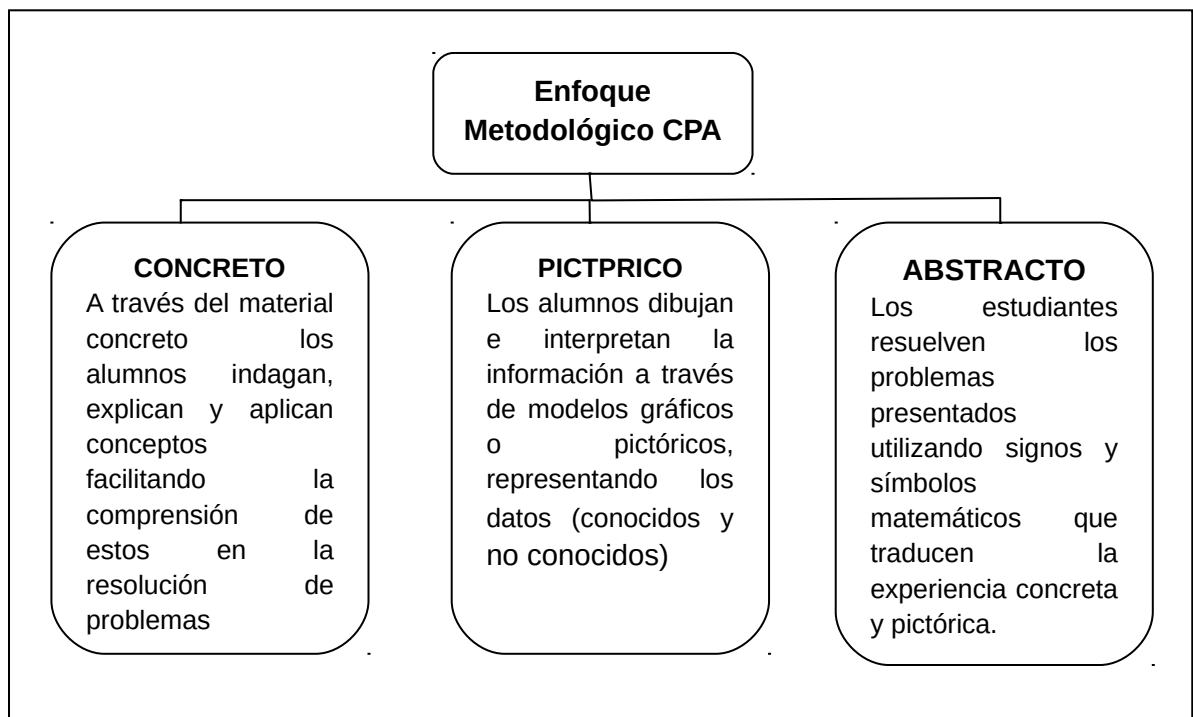 Enfoque
Metodológico CPA
CONCRETO
A través del material
concreto los
alumnos indagan,
explican y aplican
conceptos
facilitando la
comprensión de
estos en la
resolución de
problemas
PICTPRICO
Los alumnos dibujan
e interpretan la
información a través
de modelos gráficos
o pictóricos,
representando los
datos (conocidos y
no conocidos)
ABSTRACTO
Los estudiantes
resuelven los
problemas
presentados
utilizando signos y
símbolos
matemáticos que
traducen la
experiencia concreta
y pictórica.